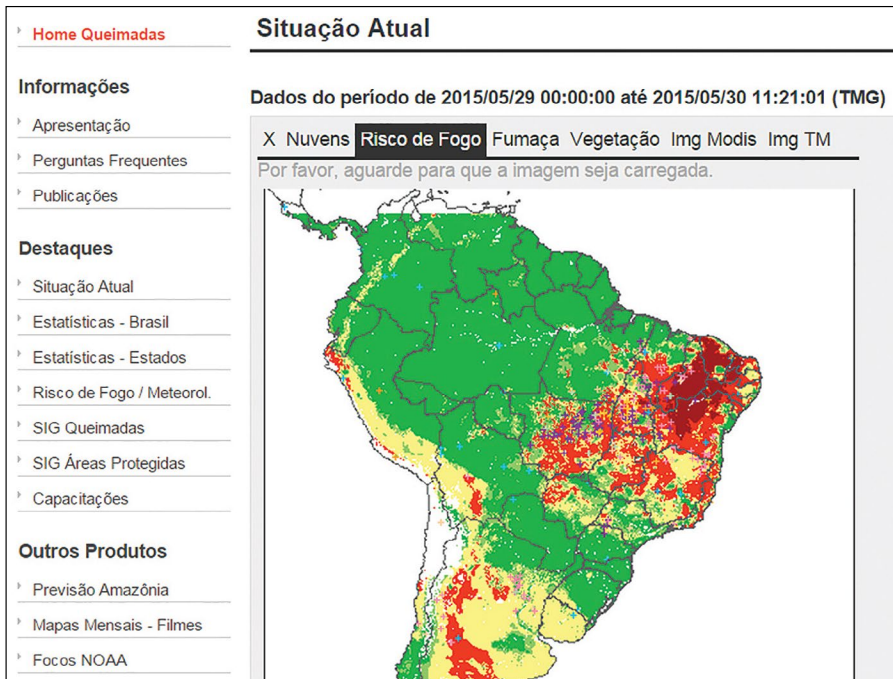 Home Queimadas
Informações
Apresentação
Perguntas Frequentes
Publicações
Destaques
Situação Atual
Estatísticas - Brasil
Estatísticas - Estados
Risco de Fogo / Meteorol.
SIG Queimadas
SIG Áreas Protegidas
Capacitações
Outros Produtos
Previsão Amazônia
Mapas Mensais - Filmes
Focos NOAA
Situação Atual
Dados do período de 2015/05/29 00:00:00 até 2015/05/30 11:21:01 (TMG)
X Nuvens Risco de Fogo Fumaça Vegetação Img Modis Img TM
Por favor, aguarde para que a imagem seja carregada.